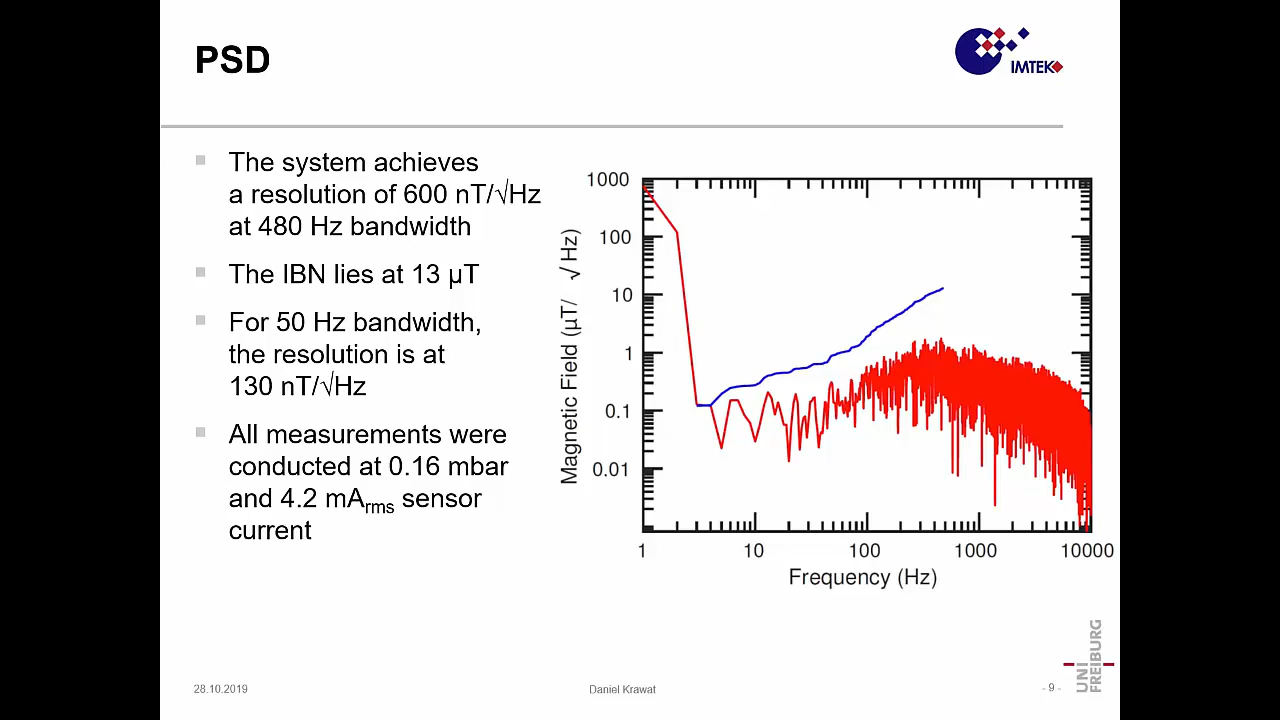 PSD
IMTEK
The system achieves
a resolution of 600 nT/√Hz
at 480 Hz bandwidth
The IBN lies at 13 µT
For 50 Hz bandwidth,
the resolution is at
130 nT/√Hz
All measurements were
conducted at 0.16 mbar
and 4.2 mArms sensor
current
Magnetic Field (µT/ √ Hz)
1000
100
10
1
0.1
0.01
1 10 100 1000 10000
Frequency (Hz)
28.10.2019
Daniel Krawat
- 9 -
UNI
FREIBURG